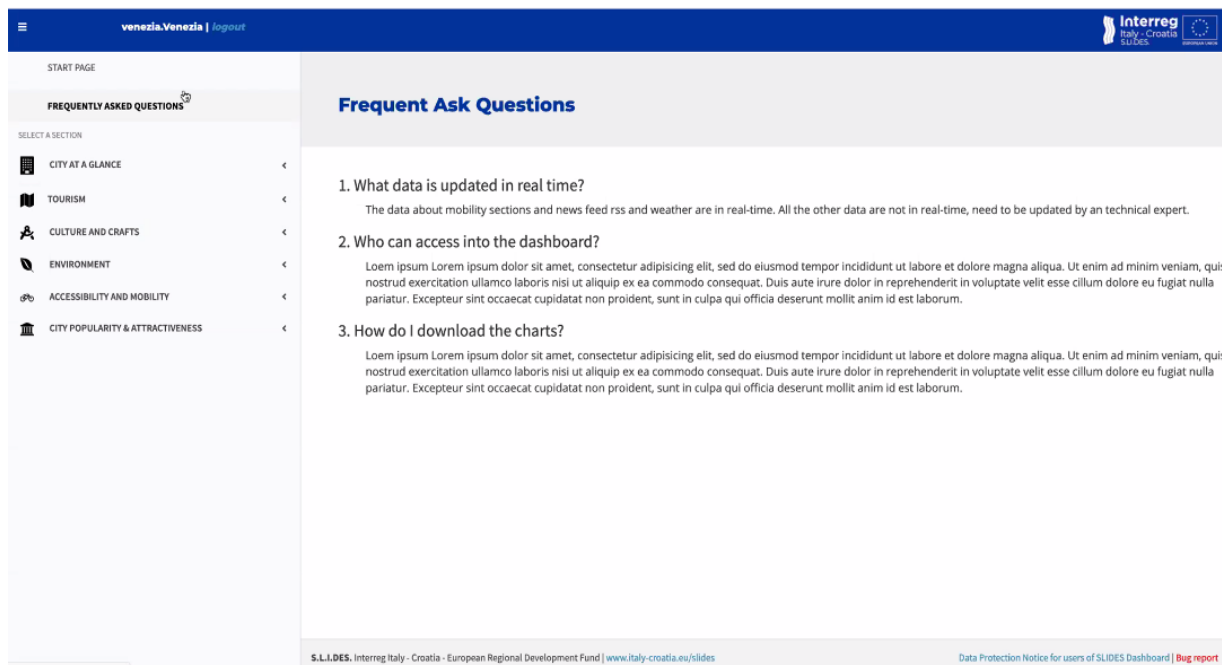 venezia.Venezia | logout
Interreg
Italy - Croatia
S.LI.DES.
EUROPEAN UNION
START PAGE
FREQUENTLY ASKED QUESTIONS
SELECT A SECTION
CITY AT A GLANCE
TOURISM
CULTURE AND CRAFTS
ENVIRONMENT
ACCESSIBILITY AND MOBILITY
CITY POPULARITY & ATTRACTIVENESS
Frequent Ask Questions
1. What data is updated in real time?
The data about mobility sections and news feed rss and weather are in real-time. All the other data are not in real-time, need to be updated by an technical expert.
2. Who can access into the dashboard?
Loem ipsum Lorem ipsum dolor sit amet, consectetur adipisicing elit, sed do eiusmod tempor incididunt ut labore et dolore magna aliqua. Ut enim ad minim veniam, quis
nostrud exercitation ullamco laboris nisi ut aliquip ex ea commodo consequat. Duis aute irure dolor in reprehenderit in voluptate velit esse cillum dolore eu fugiat nulla
pariatur. Excepteur sint occaecat cupidatat non proident, sunt in culpa qui officia deserunt mollit anim id est laborum.
3. How do I download the charts?
Loem ipsum Lorem ipsum dolor sit amet, consectetur adipisicing elit, sed do eiusmod tempor incididunt ut labore et dolore magna aliqua. Ut enim ad minim veniam, quis
nostrud exercitation ullamco laboris nisi ut aliquip ex ea commodo consequat. Duis aute irure dolor in reprehenderit in voluptate velit esse cillum dolore eu fugiat nulla
pariatur. Excepteur sint occaecat cupidatat non proident, sunt in culpa qui officia deserunt mollit anim id est laborum.
S.L.I.DES. Interreg Italy - Croatia - European Regional Development Fund | www.italy-croatia.eu/slides
Data Protection Notice for users of SLIDES Dashboard | Bug report